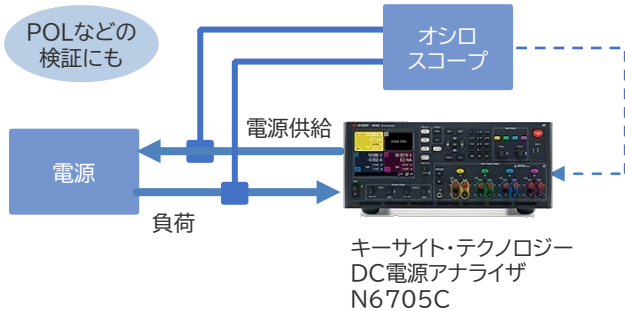 POLなどの
検証にも
オシロ
スコープ
電源供給
電源
負荷
キーサイト・テクノロジー
DC電源アナライザ
N6705C